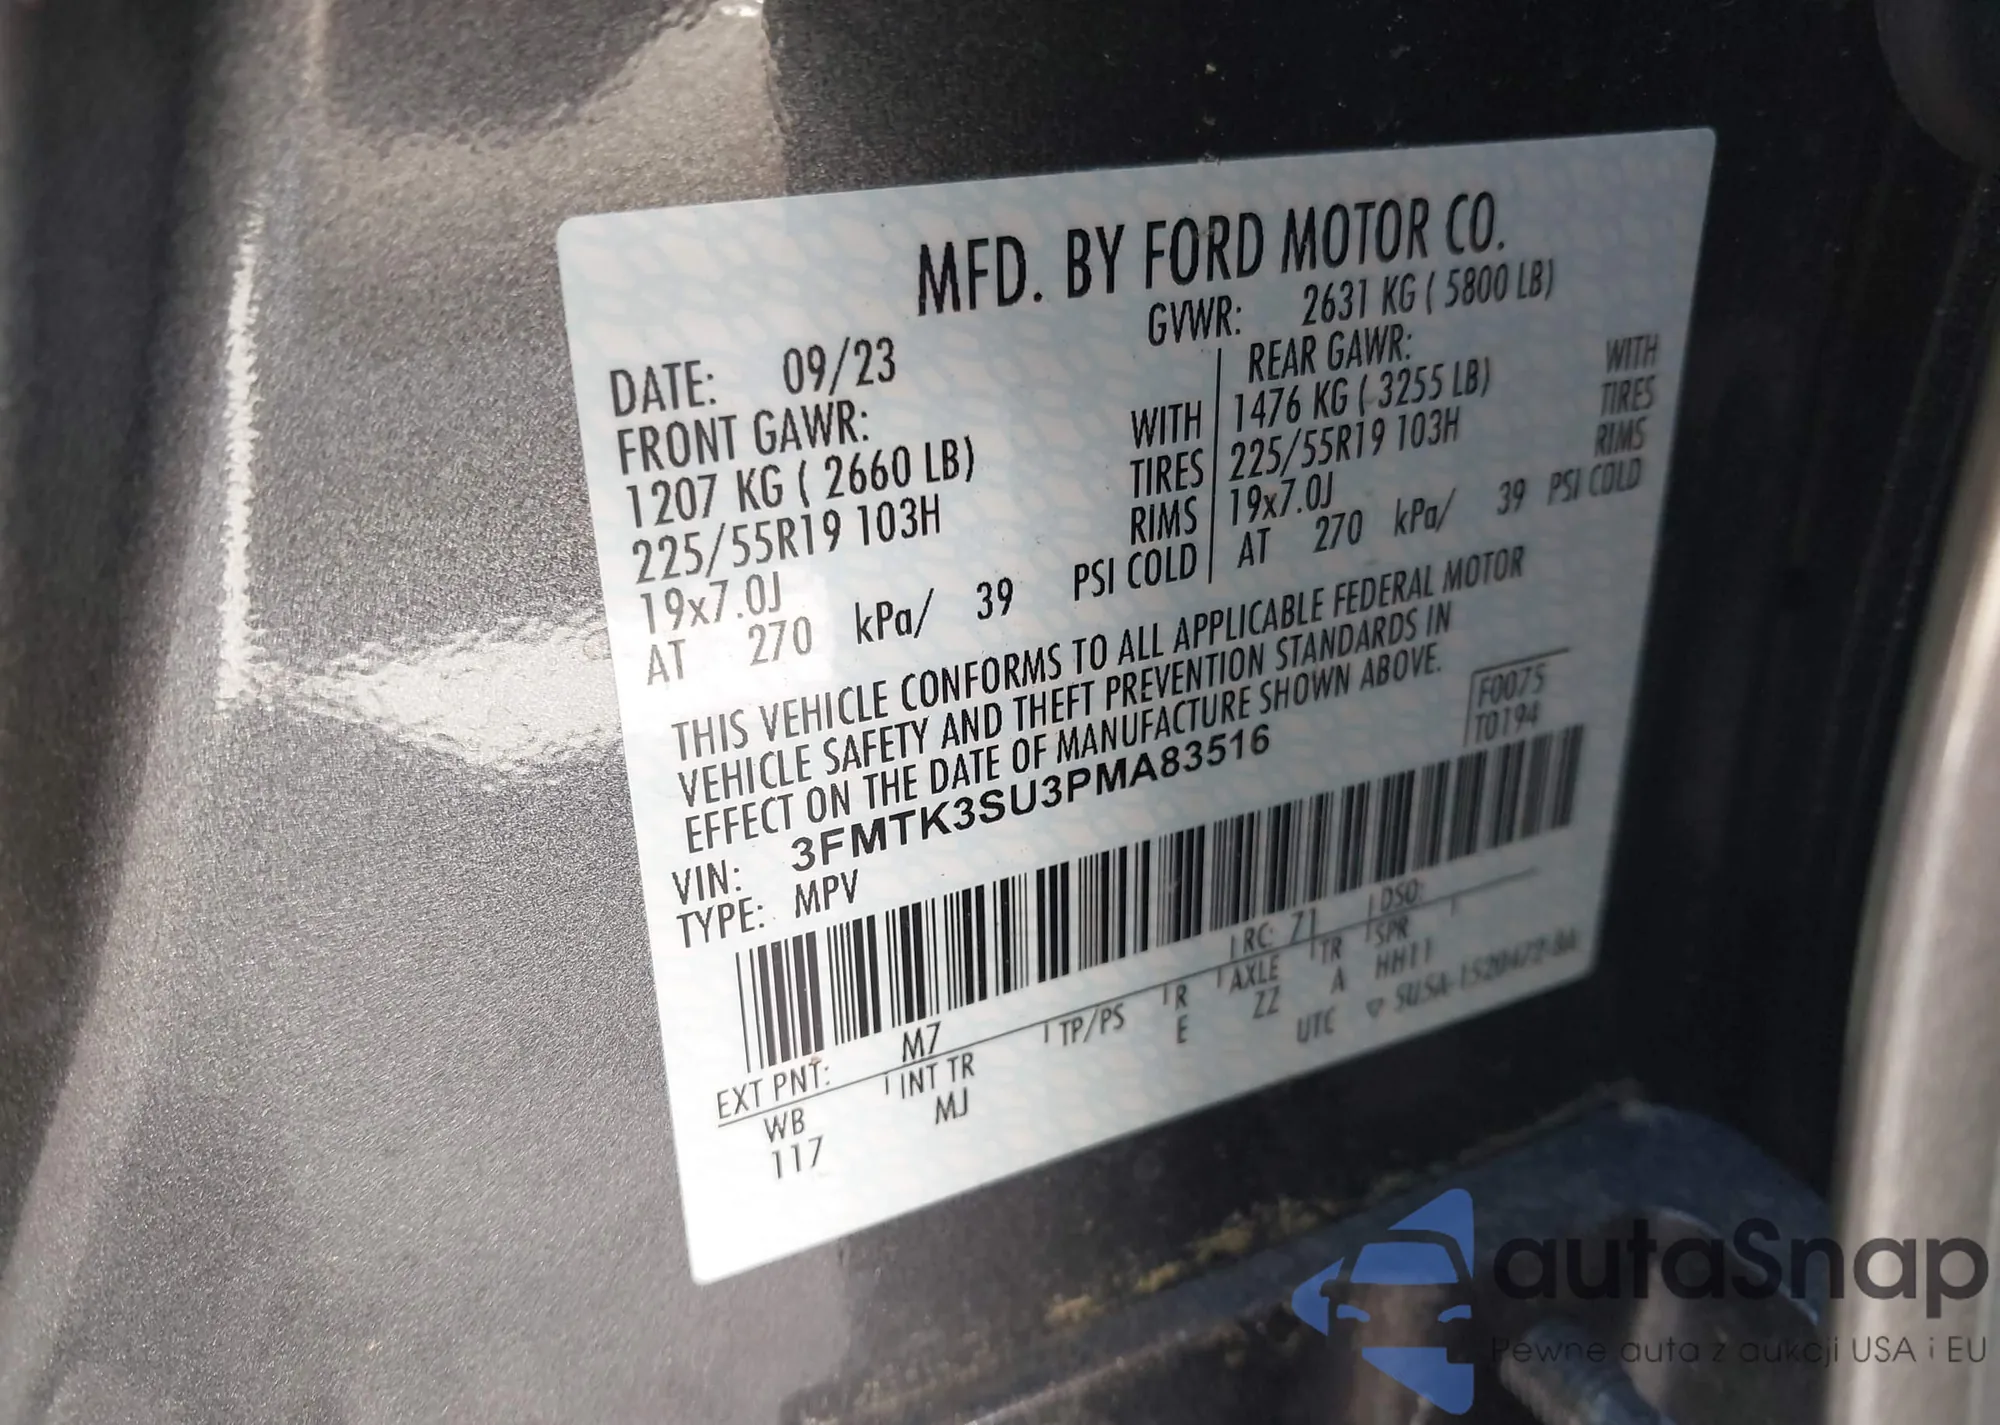 MFD. BY FORD MOTOR CO.
DATE: 09/23 GVWR: 2631 KG ( 5800 LB)
FRONT GAWR: REAR GAWR:
1207 KG ( 2660 LB) WITH 1476 KG ( 3255 LB) WITH
225/55R19 103H TIRES 225/55R19 103H TIRES
19x7.0J RIMS 19x7.0J RIMS
AT 270 kPa/ 39 PSI COLD AT 270 kPa/ 39 PSI COLD
THIS VEHICLE CONFORMS TO ALL APPLICABLE FEDERAL MOTOR
VEHICLE SAFETY AND THEFT PREVENTION STANDARDS IN
EFFECT ON THE DATE OF MANUFACTURE SHOWN ABOVE.
F0075
T0194
VIN: 3FMTK3SU3PMA83516
TYPE: MPV
EXT PNT: M7 RC: 71 DSO:
WB INT TR TP/PS R AXLE TR SPR
117 MJ E ZZ A HH11
UTC
autaSnap
Pewne auta z aukcji USA i EU